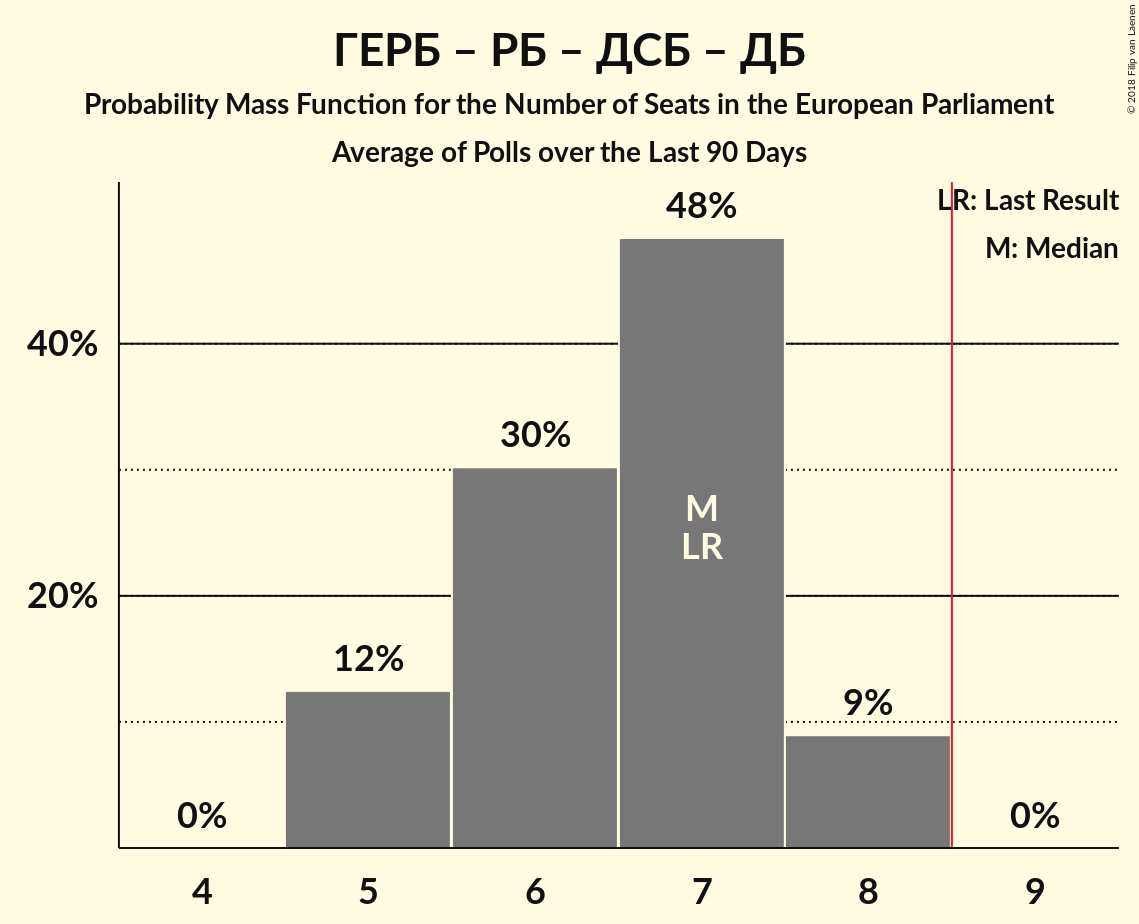 ГЕРБ – РБ – ДСБ – ДБ
Probability Mass Function for the Number of Seats in the European Parliament
Average of Polls over the Last 90 Days
© 2018 Filip van Laenen
LR: Last Result
M: Median
48%
40%
30%
M
LR
20%
12%
9%
0%
0%
4
5
6
7
8
9